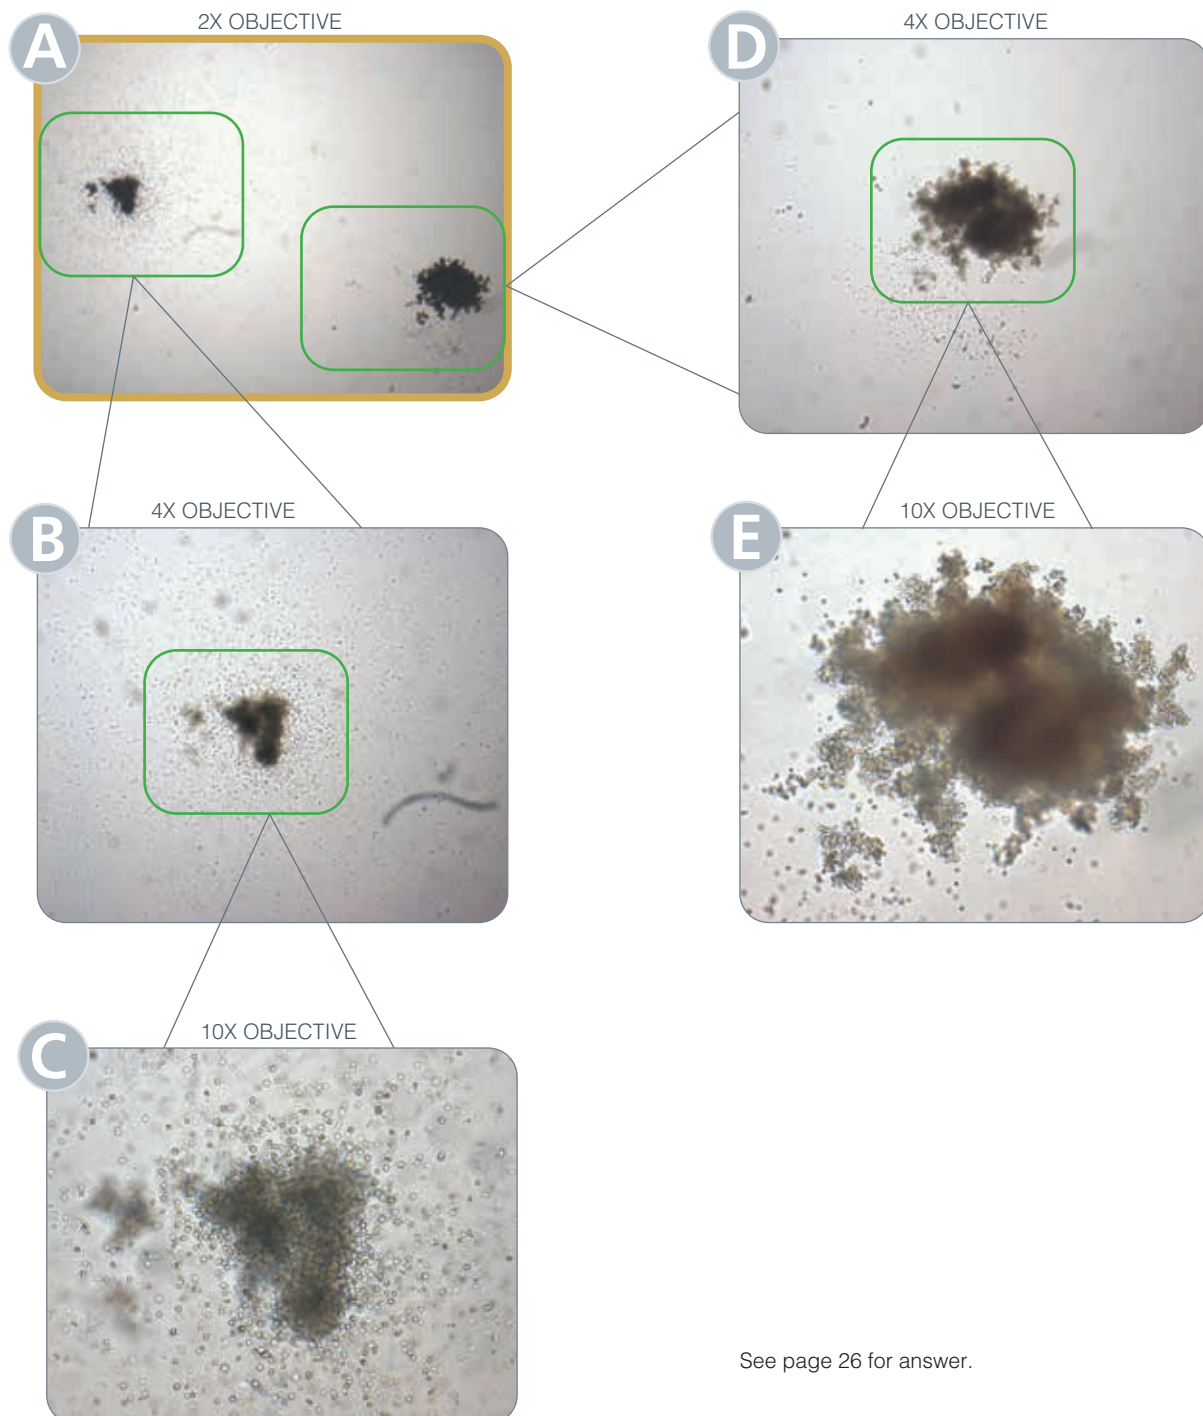 A
2X OBJECTIVE
D
4X OBJECTIVE
B
4X OBJECTIVE
E
10X OBJECTIVE
C
10X OBJECTIVE
See page 26 for answer.